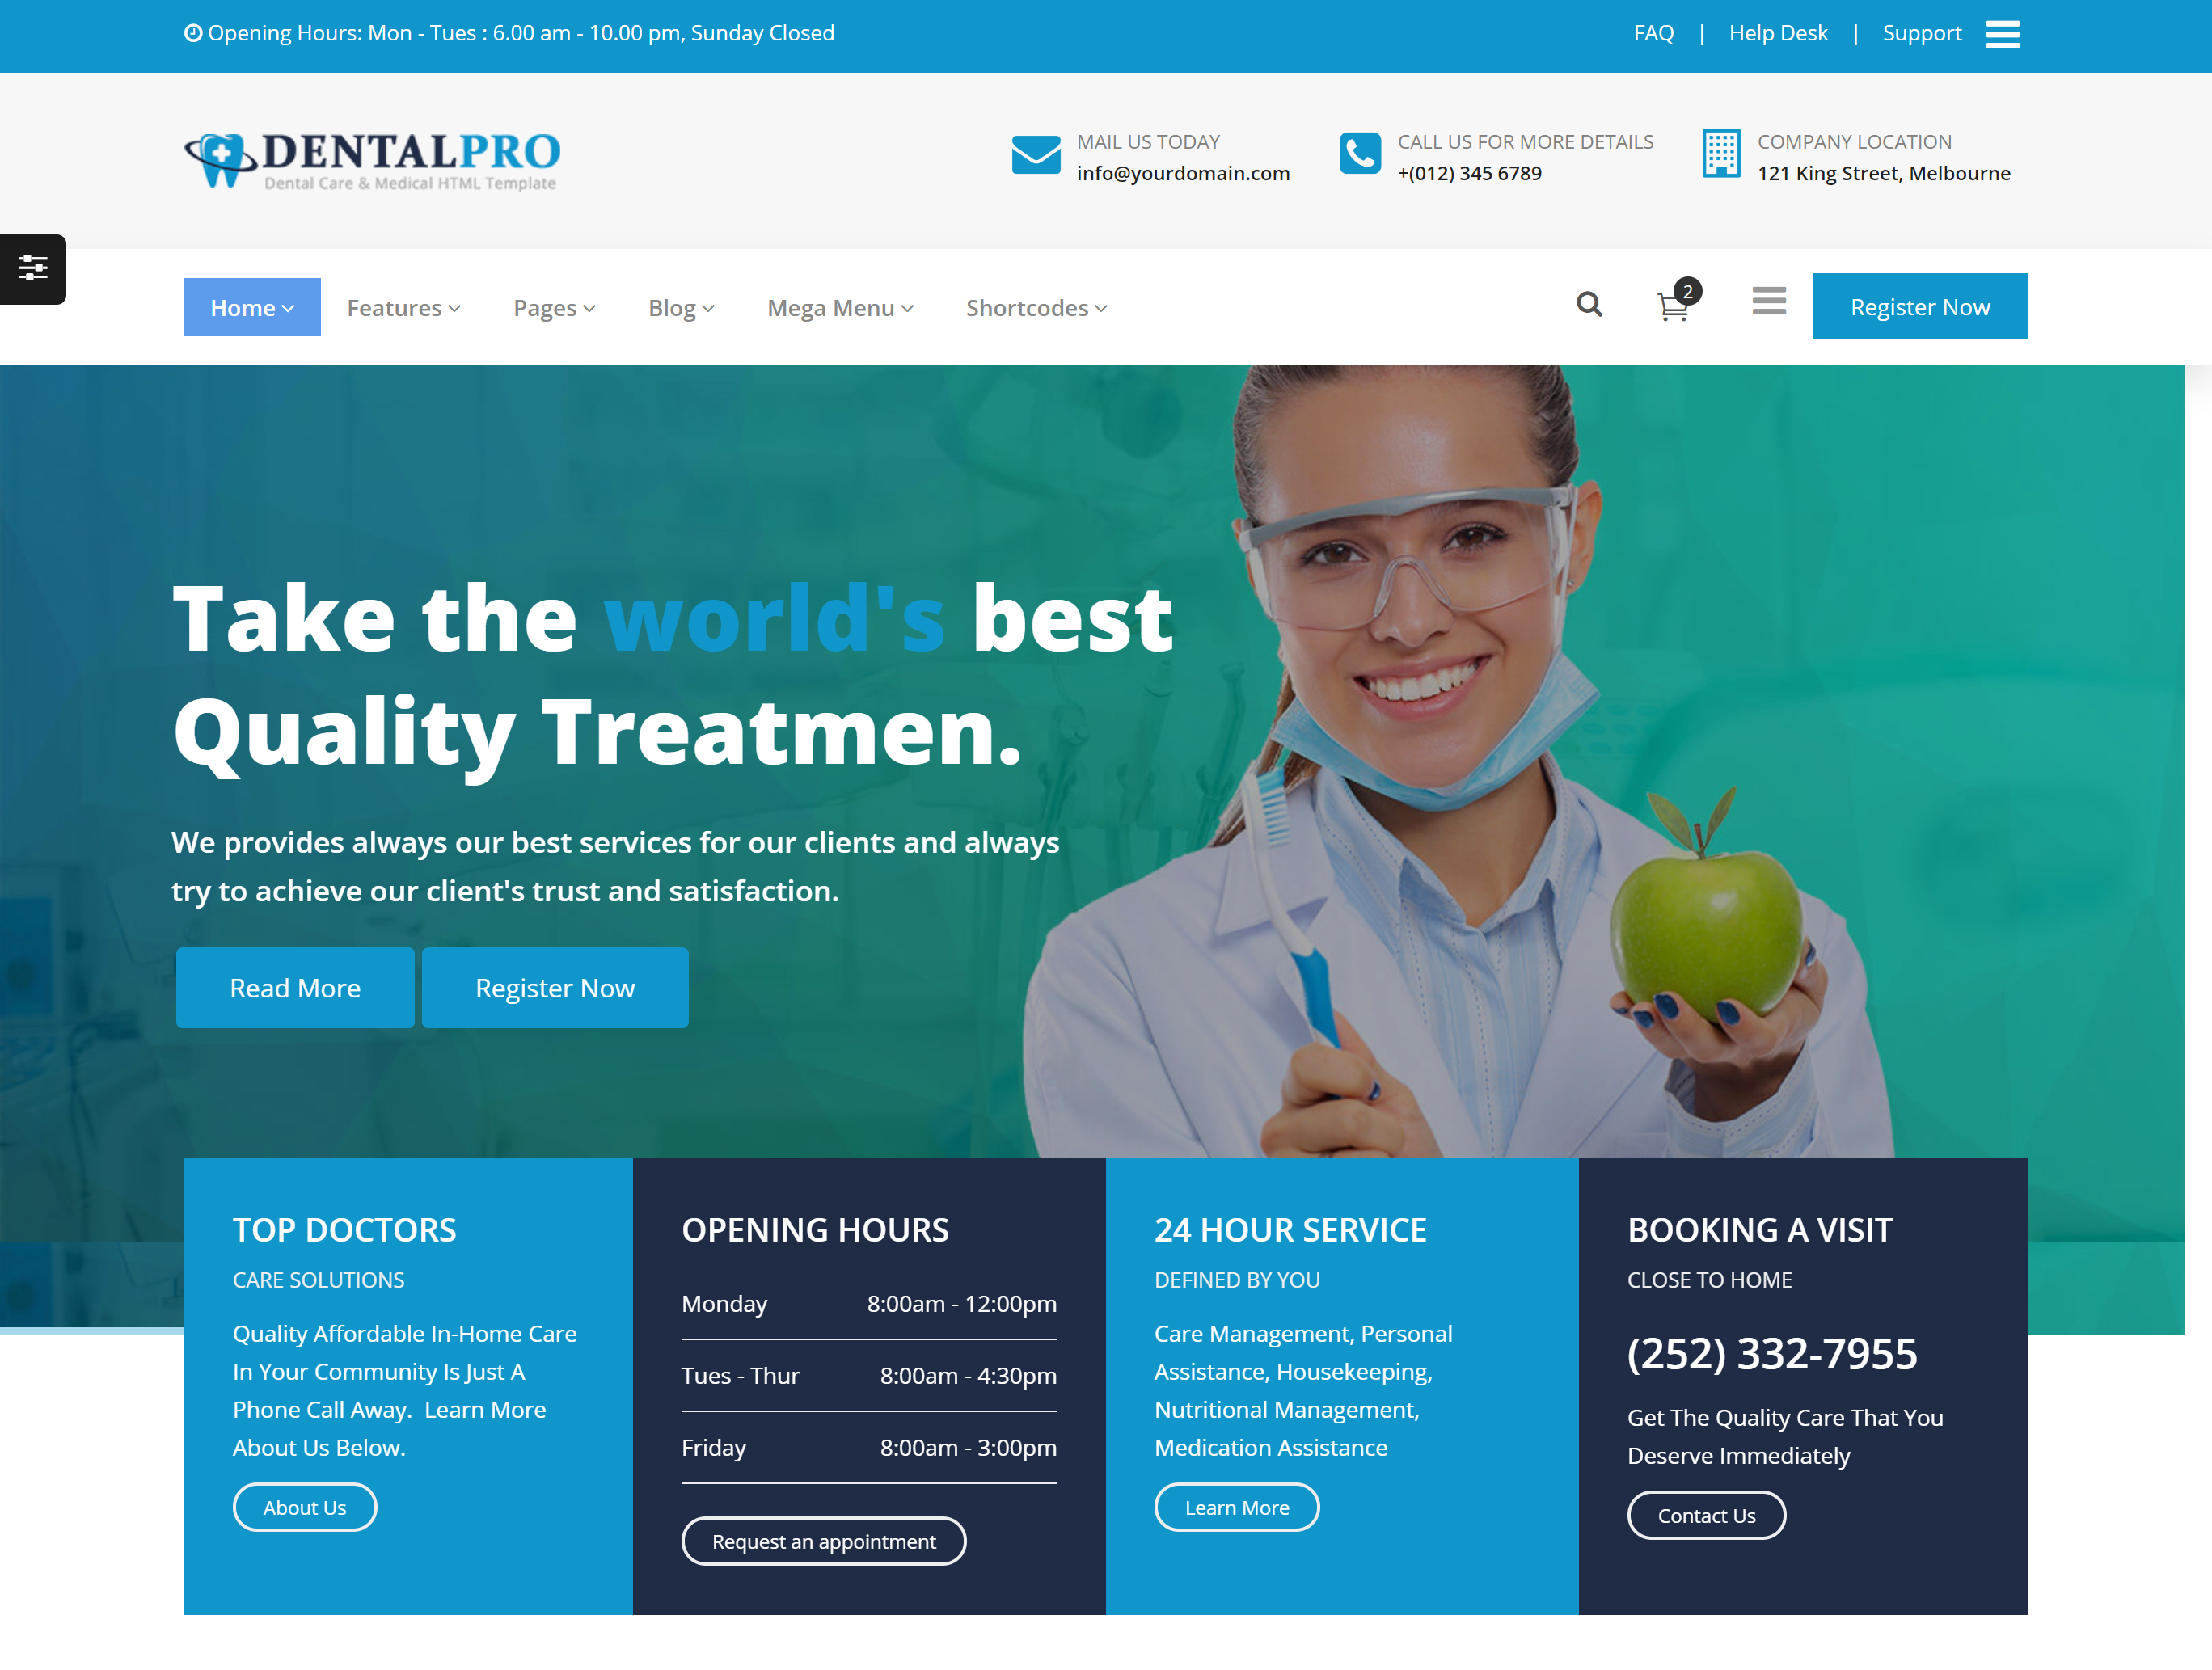 Opening Hours: Mon - Tues : 6.00 am - 10.00 pm, Sunday Closed
FAQ | Help Desk | Support
DENTALPRO
Dental Care & Medical HTML Template
MAIL US TODAY
info@yourdomain.com
CALL US FOR MORE DETAILS
+(012) 345 6789
COMPANY LOCATION
121 King Street, Melbourne
Home Features Pages Blog Mega Menu Shortcodes
2
Register Now
Take the world's best
Quality Treatmen.
We provides always our best services for our clients and always
try to achieve our client's trust and satisfaction.
Read More
Register Now
TOP DOCTORS
CARE SOLUTIONS
Quality Affordable In-Home Care
In Your Community Is Just A
Phone Call Away. Learn More
About Us Below.
About Us
OPENING HOURS
Monday 8:00am - 12:00pm
Tues - Thur 8:00am - 4:30pm
Friday 8:00am - 3:00pm
Request an appointment
24 HOUR SERVICE
DEFINED BY YOU
Care Management, Personal
Assistance, Housekeeping,
Nutritional Management,
Medication Assistance
Learn More
BOOKING A VISIT
CLOSE TO HOME
(252) 332-7955
Get The Quality Care That You
Deserve Immediately
Contact Us